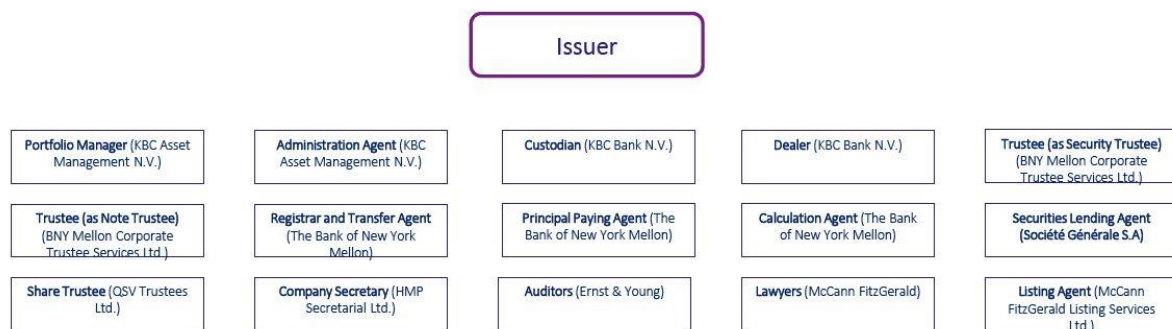 Issuer
Portfolio Manager (KBC Asset
Management N.V.)
Administration Agent (KBC
Asset Management N.V.)
Custodian (KBC Bank N.V.)
Dealer (KBC Bank N.V.)
Trustee (as Security Trustee)
(BNY Mellon Corporate
Trustee Services Ltd.)
Trustee (as Note Trustee)
(BNY Mellon Corporate
Trustee Services Ltd.)
Registrar and Transfer Agent
(The Bank of New York
Mellon)
Principal Paying Agent (The
Bank of New York Mellon)
Calculation Agent (The Bank
of New York Mellon)
Securities Lending Agent
(Société Générale S.A)
Share Trustee (QSV Trustees
Ltd.)
Company Secretary (HMP
Secretarial Ltd.)
Auditors (Ernst & Young)
Lawyers (McCann FitzGerald)
Listing Agent (McCann
FitzGerald Listing Services
Ltd.)